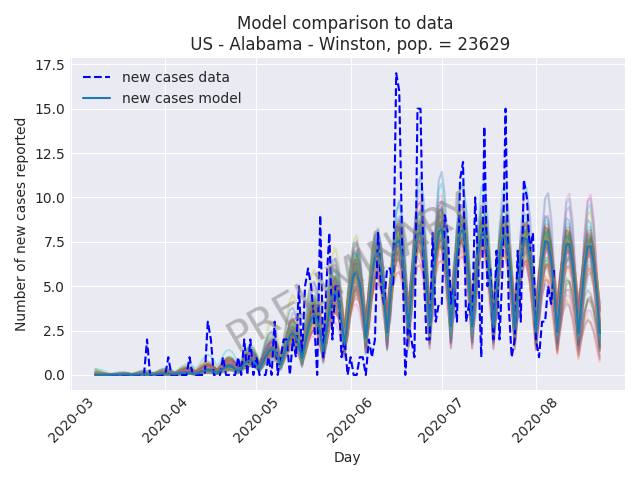 Model comparison to data
US - Alabama - Winston, pop. = 23629
17.5
15.0
12.5
10.0
7.5
5.0
2.5
0.0
Number of new cases reported
new cases data
new cases model
PRELIMINARY
2020-03
2020-04
2020-05
2020-06
2020-07
2020-08
Day